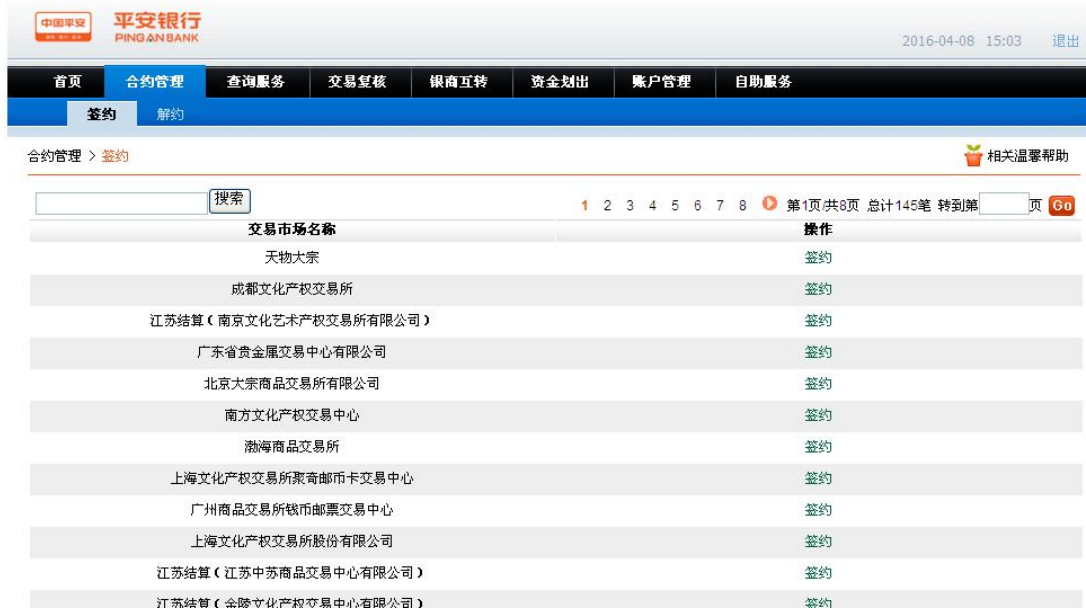 中国平安
平安银行
PING AN BANK
2016-04-08 15:03 退出
首页 合约管理 查询服务 交易复核 银商互转 资金划出 账户管理 自助服务
签约 解约
合约管理 > 签约 相关温馨帮助
搜索 1 2 3 4 5 6 7 8 第1页/共8页 总计145笔 转到第 页 Go
交易市场名称 操作
天物大宗 签约
成都文化产权交易所 签约
江苏结算(南京文化艺术产权交易所有限公司) 签约
广东省贵金属交易中心有限公司 签约
北京大宗商品交易所有限公司 签约
南方文化产权交易中心 签约
渤海商品交易所 签约
上海文化产权交易所聚奇邮币卡交易中心 签约
广州商品交易所钱币邮票交易中心 签约
上海文化产权交易所股份有限公司 签约
江苏结算(江苏中苏商品交易中心有限公司) 签约
江苏结算(金陵文化产权交易中心有限公司) 签约